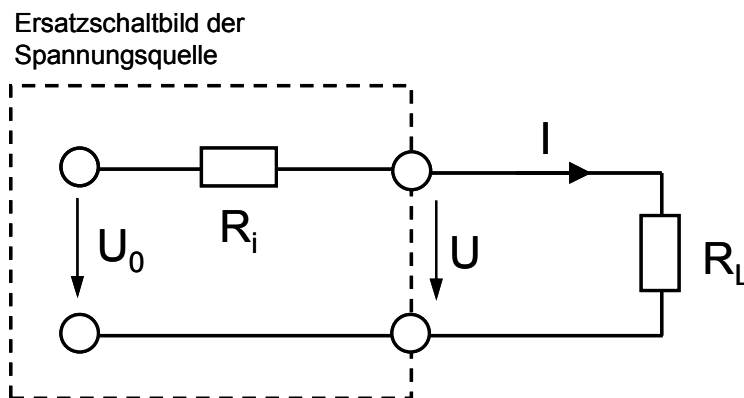 Ersatzschaltbild der
Spannungsquelle
I
R_i
U_0
U
R_L